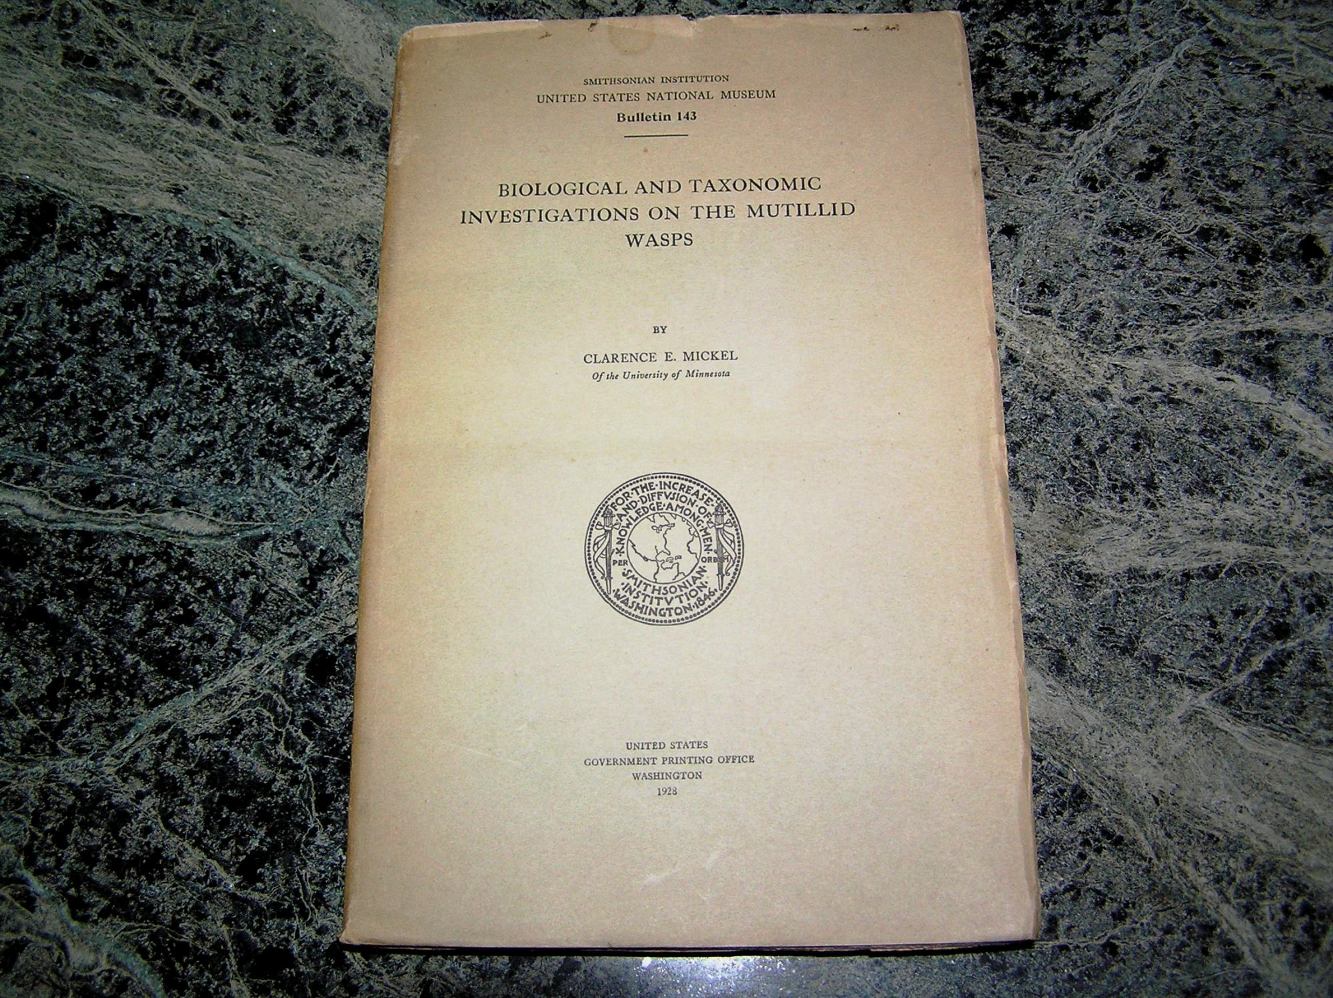 SMITHSONIAN INSTITUTION
UNITED STATES NATIONAL MUSEUM
Bulletin 143
BIOLOGICAL AND TAXONOMIC
INVESTIGATIONS ON THE MUTILLID
WASPS
BY
CLARENCE E. MICKEL
Of the University of Minnesota
FOR·THE·INCREASE
AND·DIFFVSION·OF
KNOWLEDGE·AMONG·MEN
PER ORBEM
SMITHSONIAN
INSTITVTION
WASHINGTON·1846
UNITED STATES
GOVERNMENT PRINTING OFFICE
WASHINGTON
1928